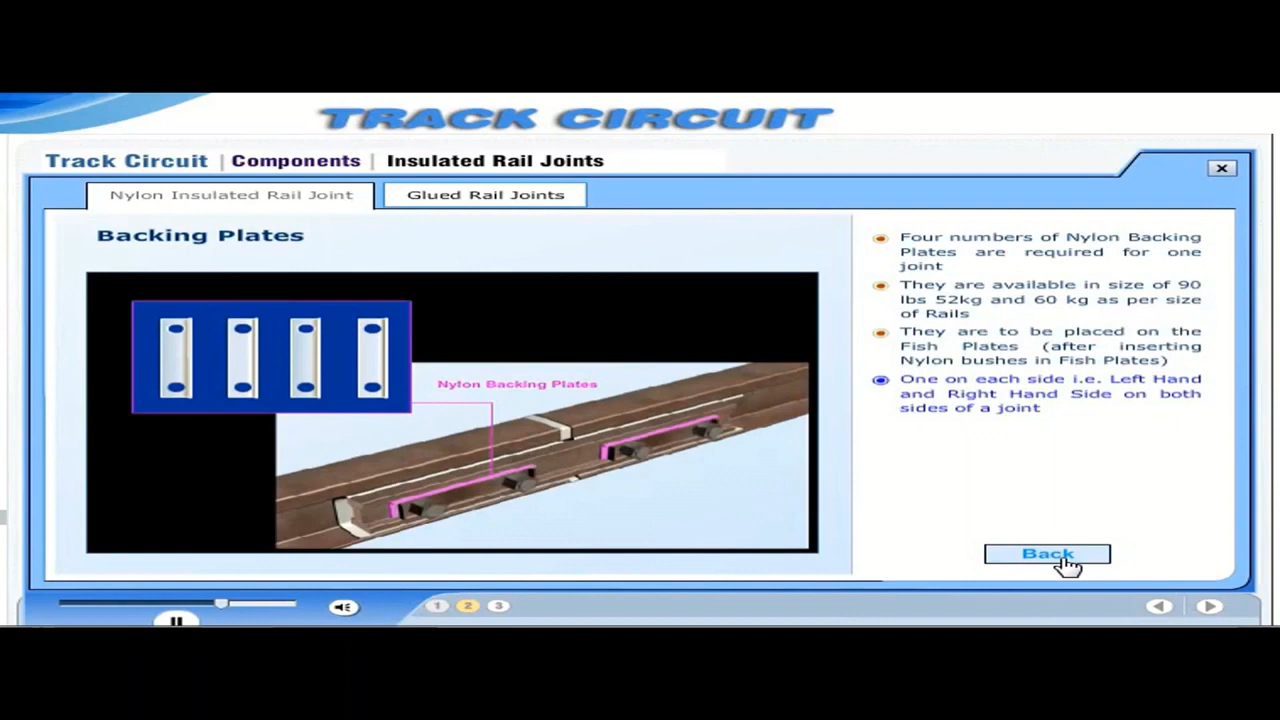 TRACK CIRCUIT
Track Circuit | Components | Insulated Rail Joints
Nylon Insulated Rail Joint
Glued Rail Joints
Backing Plates
Nylon Backing Plates
Four numbers of Nylon Backing
Plates are required for one
joint
They are available in size of 90
lbs 52kg and 60 kg as per size
of Rails
They are to be placed on the
Fish Plates (after inserting
Nylon bushes in Fish Plates)
One on each side i.e. Left Hand
and Right Hand Side on both
sides of a joint
Back
1 2 3